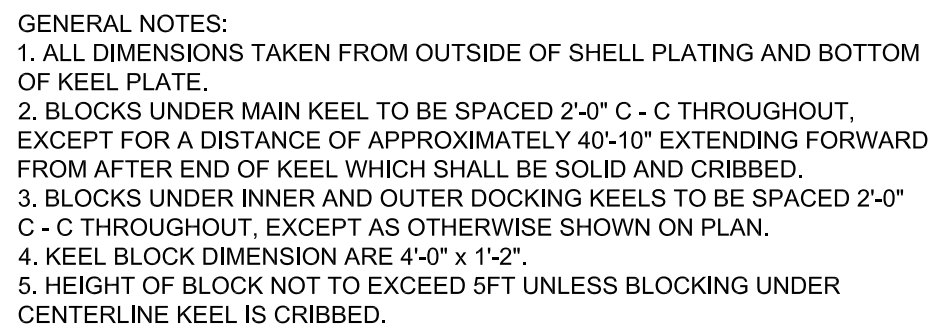 GENERAL NOTES:
1. ALL DIMENSIONS TAKEN FROM OUTSIDE OF SHELL PLATING AND BOTTOM
OF KEEL PLATE.
2. BLOCKS UNDER MAIN KEEL TO BE SPACED 2'-0" C - C THROUGHOUT,
EXCEPT FOR A DISTANCE OF APPROXIMATELY 40'-10" EXTENDING FORWARD
FROM AFTER END OF KEEL WHICH SHALL BE SOLID AND CRIBBED.
3. BLOCKS UNDER INNER AND OUTER DOCKING KEELS TO BE SPACED 2'-0"
C - C THROUGHOUT, EXCEPT AS OTHERWISE SHOWN ON PLAN.
4. KEEL BLOCK DIMENSION ARE 4'-0" x 1'-2".
5. HEIGHT OF BLOCK NOT TO EXCEED 5FT UNLESS BLOCKING UNDER
CENTERLINE KEEL IS CRIBBED.